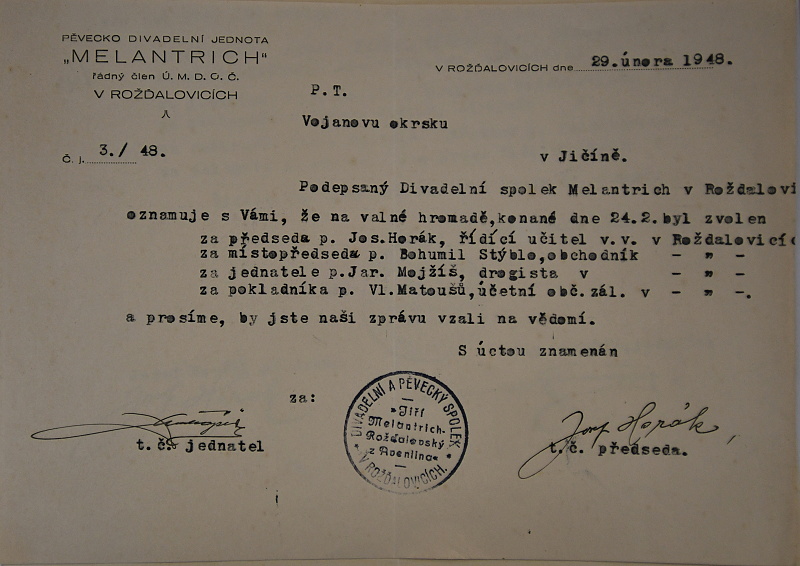 PĚVECKO DIVADELNÍ JEDNOTA
„MELANTRICH“
řádný člen Ú. M. D. O. Č.
V ROŽĎALOVICÍCH
V ROŽĎALOVICÍCH dne 29.února 1948.
P.T.
Vojanovu okrsku
Č. j. 3./ 48.
v Jičíně.
Podepsaný Divadelní spolek Melantrich v Roždalovi
oznamuje s Vámi, že na valné hromadě,konané dne 24.2.byl zvolen
za předseda p. Jos.Horák, řídící učitel v.v. v Roždalovicíc
za místopředseda p. Bohumil Stýblo,obchodník - " -
za jednatele p.Jar. Mojžíš, drogista v - " -
za pokladníka p. Vl.Matoušů,účetní obč.zál. v - " -.
a prosíme, by jste naši zprávu vzali na vědomí.
S úctou znamenán
za:
DIVADELNÍ A PĚVECKÝ SPOLEK
„Jiří
Melantrich-
Rožďalovský
z Aventina“
V ROŽĎALOVICÍCH.
t.č. jednatel
Josef Horák,
t.č. předseda.